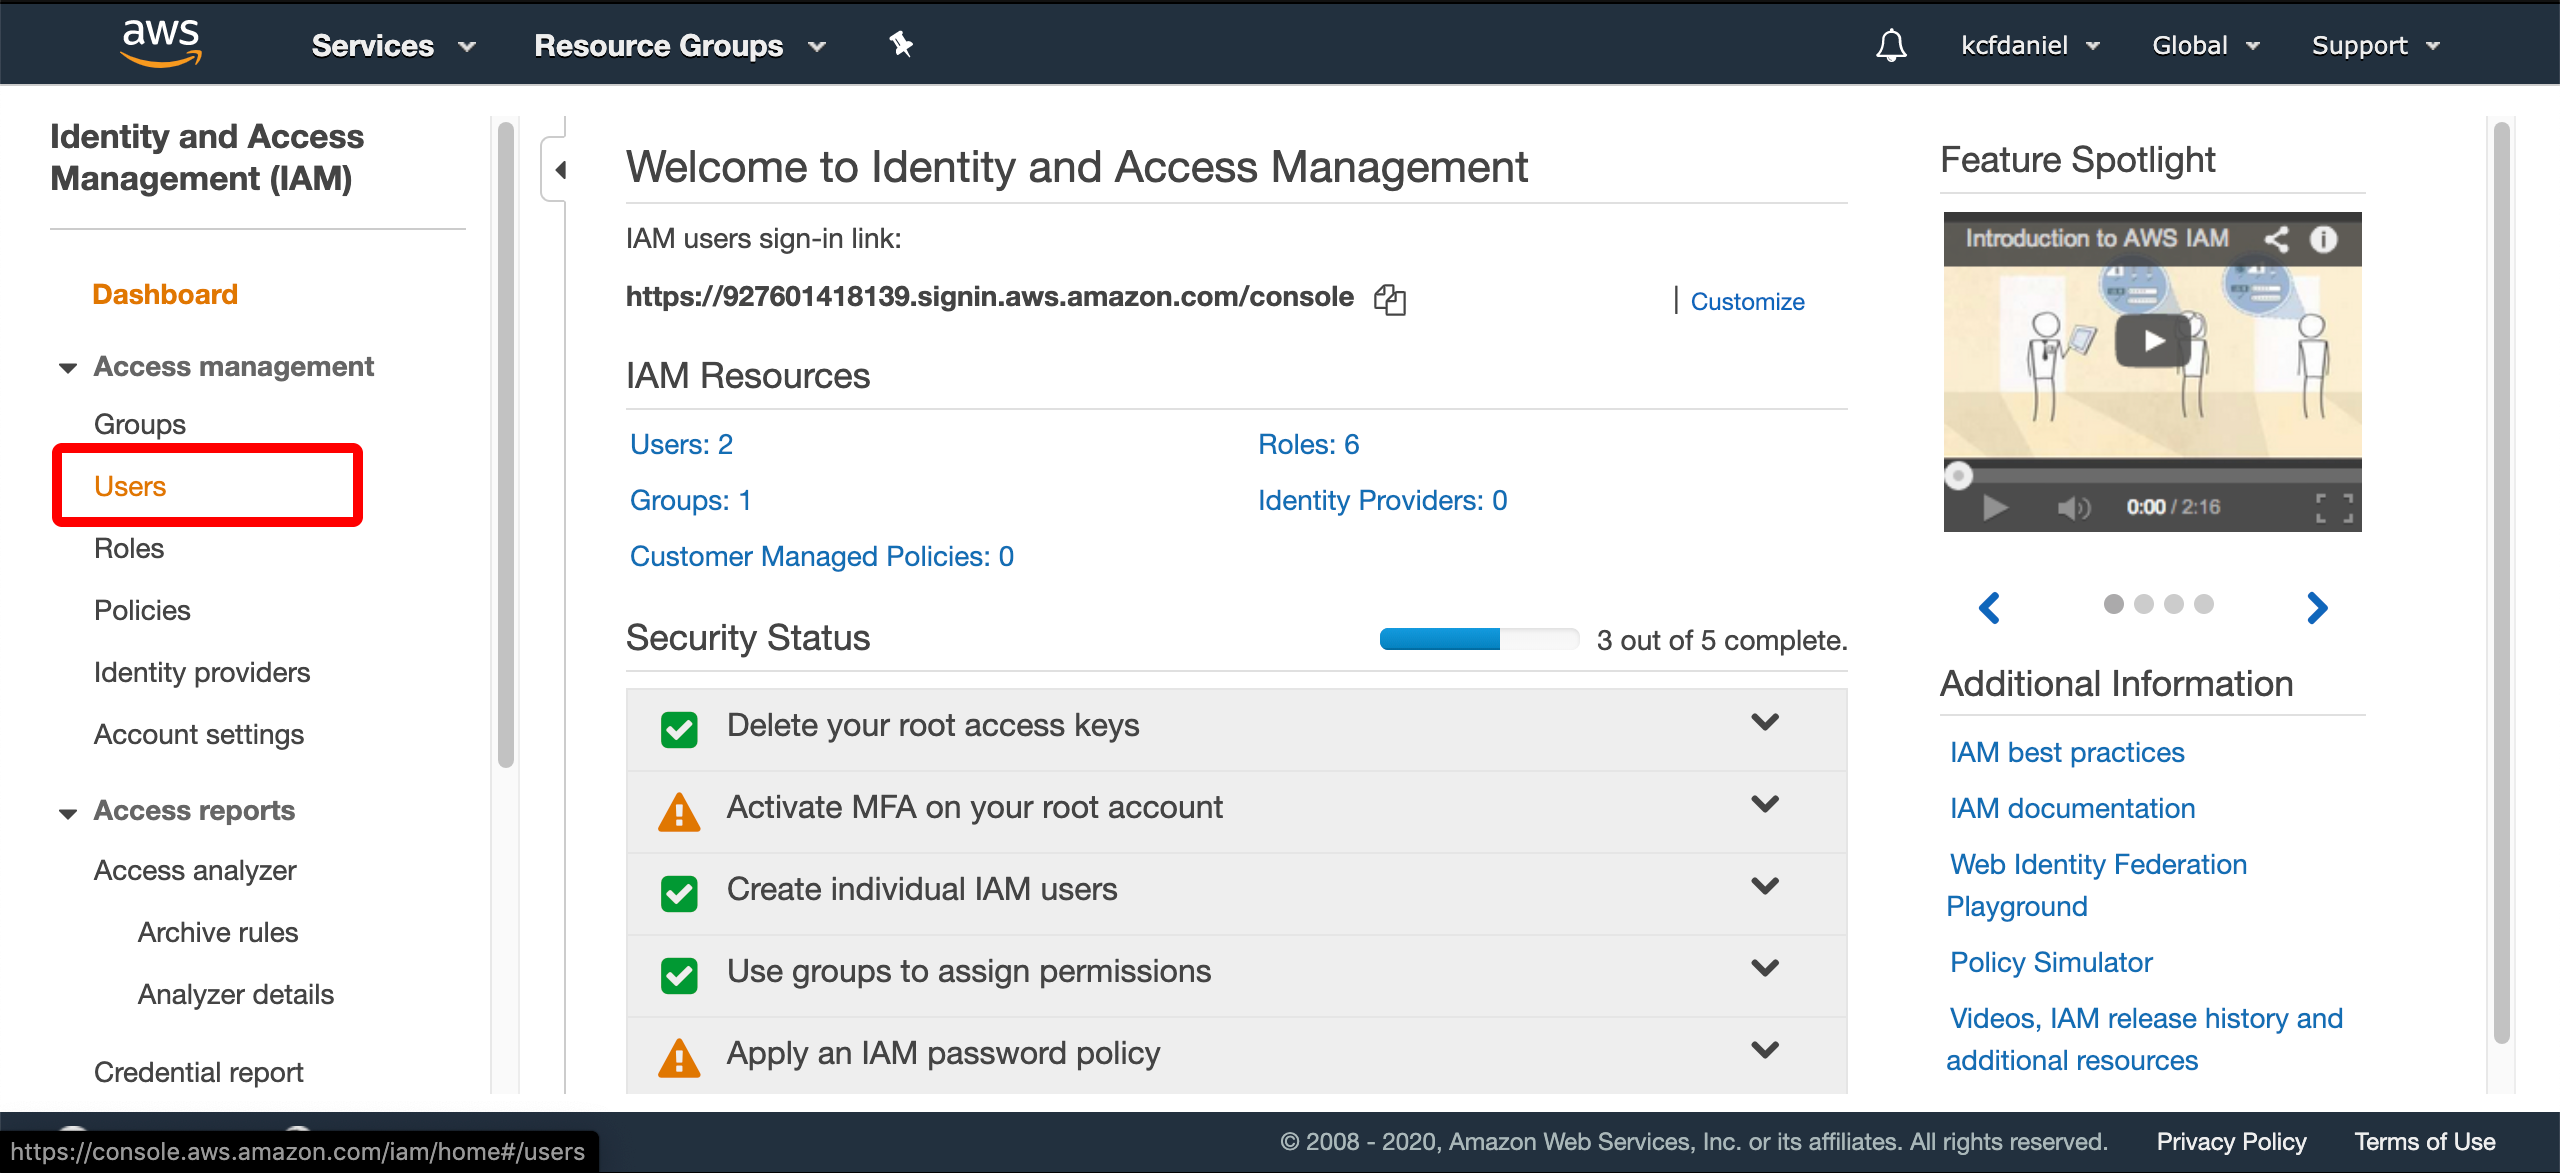 aws
Services
Resource Groups
kcfdaniel
Global
Support
Identity and Access
Management (IAM)
Dashboard
Access management
Groups
Users
Roles
Policies
Identity providers
Account settings
Access reports
Access analyzer
Archive rules
Analyzer details
Credential report
Welcome to Identity and Access Management
IAM users sign-in link:
https://927601418139.signin.aws.amazon.com/console
| Customize
IAM Resources
Users: 2
Roles: 6
Groups: 1
Identity Providers: 0
Customer Managed Policies: 0
Security Status
3 out of 5 complete.
Delete your root access keys
Activate MFA on your root account
Create individual IAM users
Use groups to assign permissions
Apply an IAM password policy
Feature Spotlight
Introduction to AWS IAM
0:00 / 2:16
Additional Information
IAM best practices
IAM documentation
Web Identity Federation
Playground
Policy Simulator
Videos, IAM release history and
additional resources
https://console.aws.amazon.com/iam/home#/users
© 2008 - 2020, Amazon Web Services, Inc. or its affiliates. All rights reserved.
Privacy Policy
Terms of Use